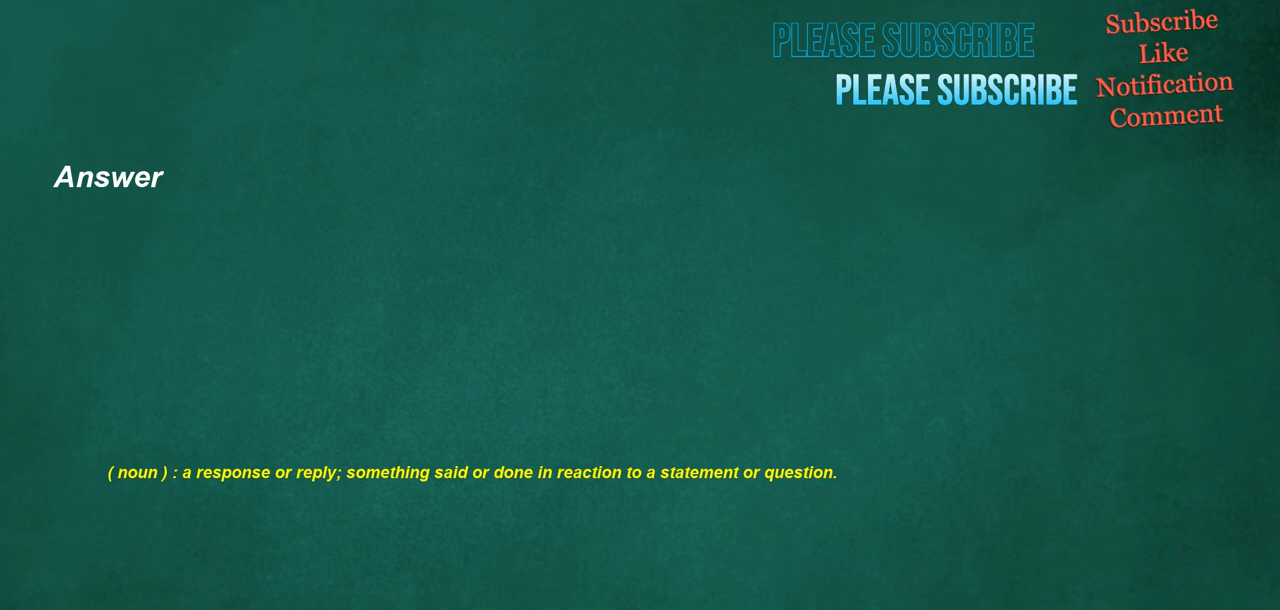 PLEASE SUBSCRIBE
PLEASE SUBSCRIBE
Subscribe
Like
Notification
Comment
Answer
( noun ) : a response or reply; something said or done in reaction to a statement or question.